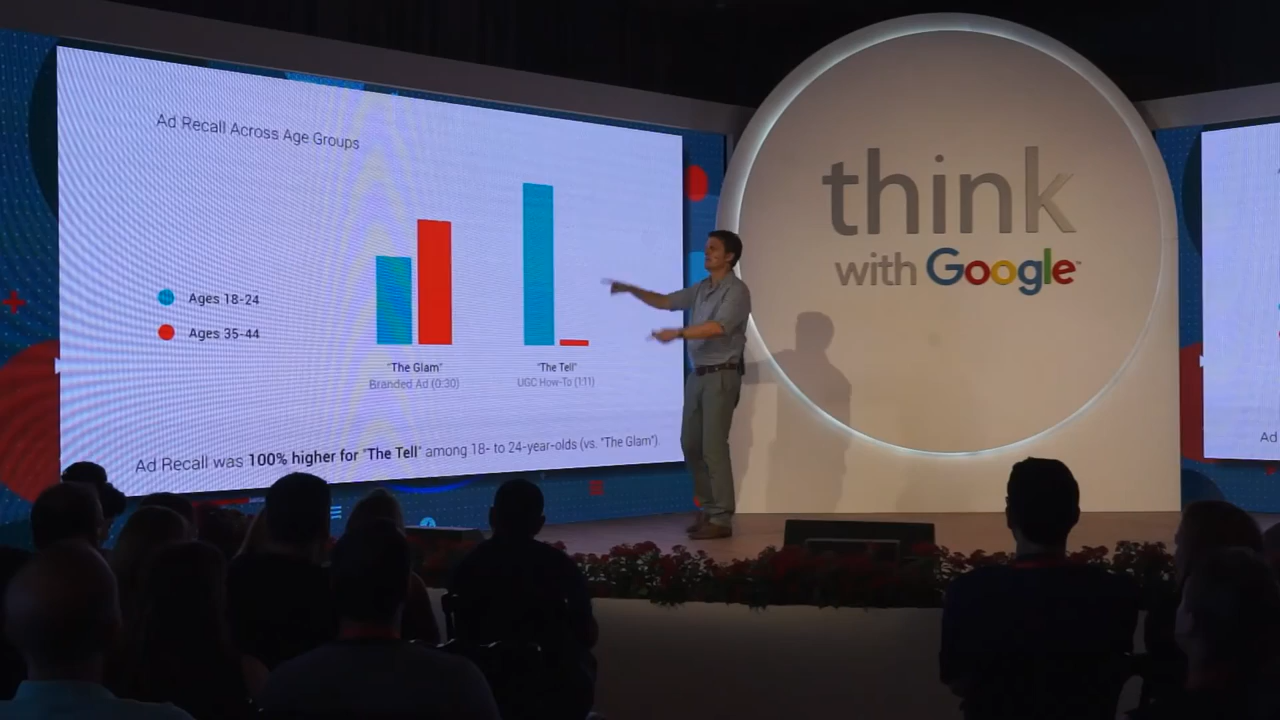 Ad Recall Across Age Groups
Ages 18-24
Ages 35-44
"The Glam"
Branded Ad (0:30)
"The Tell"
UGC How-To (1:11)
Ad Recall was 100% higher for "The Tell" among 18- to 24-year-olds (vs. "The Glam").
think
with Google™
Ad